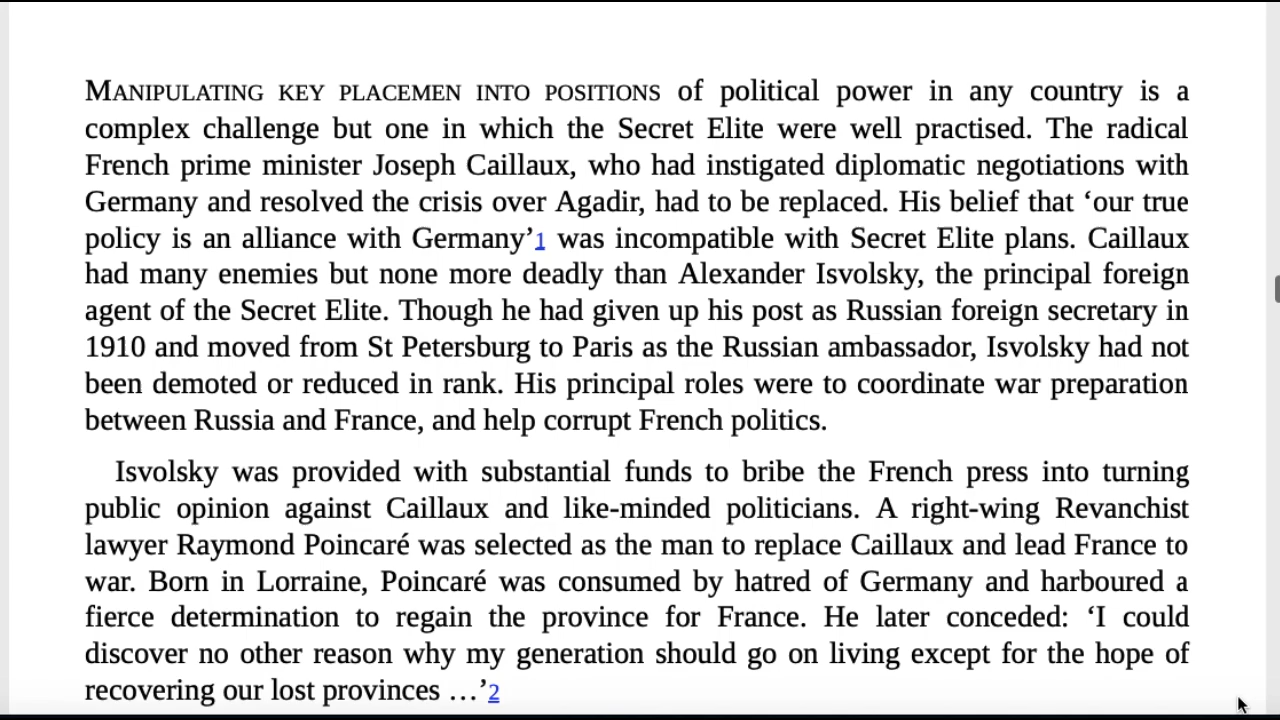 MANIPULATING KEY PLACEMEN INTO POSITIONS of political power in any country is a
complex challenge but one in which the Secret Elite were well practised. The radical
French prime minister Joseph Caillaux, who had instigated diplomatic negotiations with
Germany and resolved the crisis over Agadir, had to be replaced. His belief that ‘our true
policy is an alliance with Germany’1 was incompatible with Secret Elite plans. Caillaux
had many enemies but none more deadly than Alexander Isvolsky, the principal foreign
agent of the Secret Elite. Though he had given up his post as Russian foreign secretary in
1910 and moved from St Petersburg to Paris as the Russian ambassador, Isvolsky had not
been demoted or reduced in rank. His principal roles were to coordinate war preparation
between Russia and France, and help corrupt French politics.
Isvolsky was provided with substantial funds to bribe the French press into turning
public opinion against Caillaux and like-minded politicians. A right-wing Revanchist
lawyer Raymond Poincaré was selected as the man to replace Caillaux and lead France to
war. Born in Lorraine, Poincaré was consumed by hatred of Germany and harboured a
fierce determination to regain the province for France. He later conceded: ‘I could
discover no other reason why my generation should go on living except for the hope of
recovering our lost provinces …’2